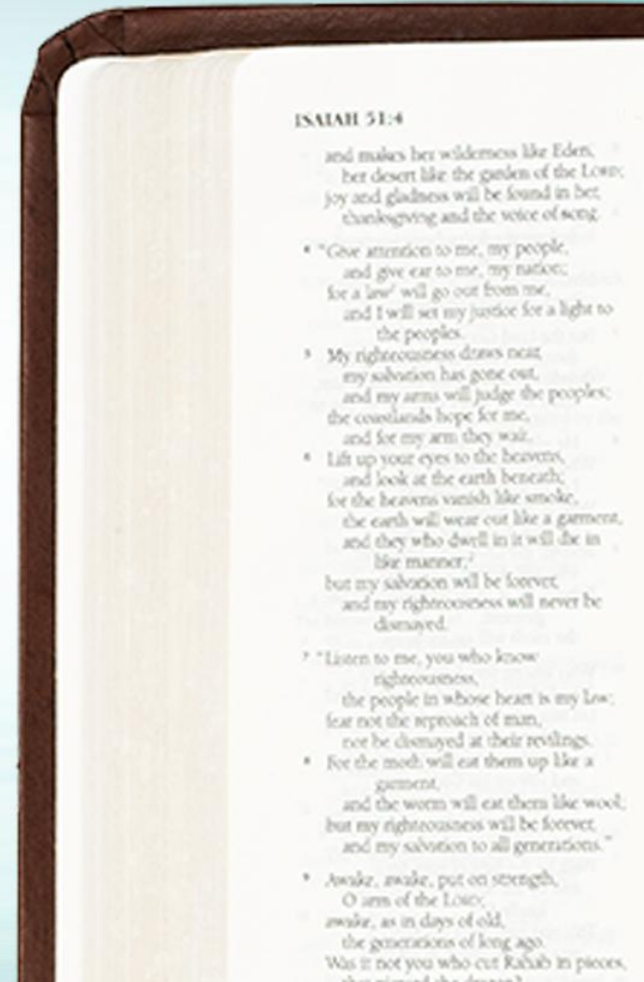 ISAIAH 51:4
and makes her wilderness like Eden,
her desert like the garden of the LORD;
joy and gladness will be found in her,
thanksgiving and the voice of song.
4 "Give attention to me, my people,
and give ear to me, my nation;
for a law will go out from me,
and I will set my justice for a light to
the peoples.
5 My righteousness draws near,
my salvation has gone out,
and my arms will judge the peoples;
the coastlands hope for me,
and for my arm they wait.
6 Lift up your eyes to the heavens,
and look at the earth beneath;
for the heavens vanish like smoke,
the earth will wear out like a garment,
and they who dwell in it will die in
like manner;
but my salvation will be forever,
and my righteousness will never be
dismayed.
7 "Listen to me, you who know
righteousness,
the people in whose heart is my law;
fear not the reproach of man,
nor be dismayed at their revilings.
8 For the moth will eat them up like a
garment,
and the worm will eat them like wool;
but my righteousness will be forever,
and my salvation to all generations."
9 Awake, awake, put on strength,
O arm of the LORD;
awake, as in days of old,
the generations of long ago.
Was it not you who cut Rahab in pieces,